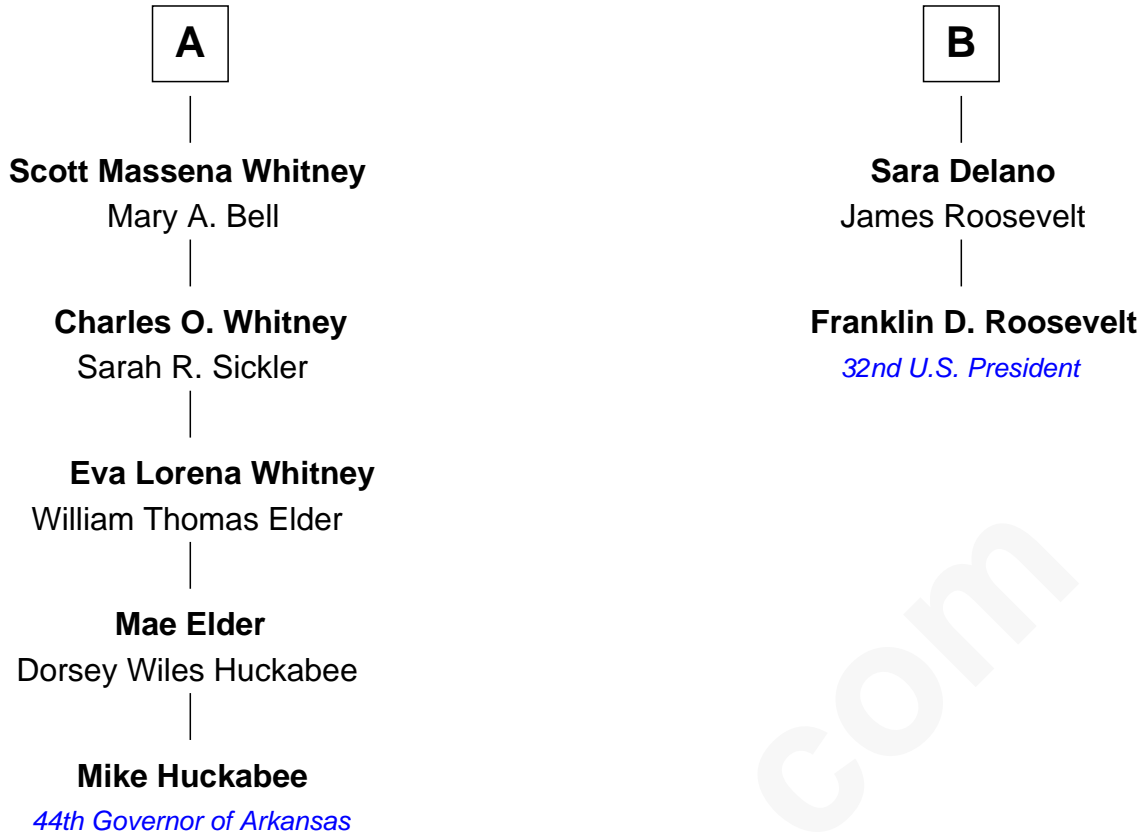 A
Scott Massena Whitney
Mary A. Bell
Charles O. Whitney
Sarah R. Sickler
Eva Lorena Whitney
William Thomas Elder
Mae Elder
Dorsey Wiles Huckabee
Mike Huckabee
44th Governor of Arkansas
B
Sara Delano
James Roosevelt
Franklin D. Roosevelt
32nd U.S. President
com